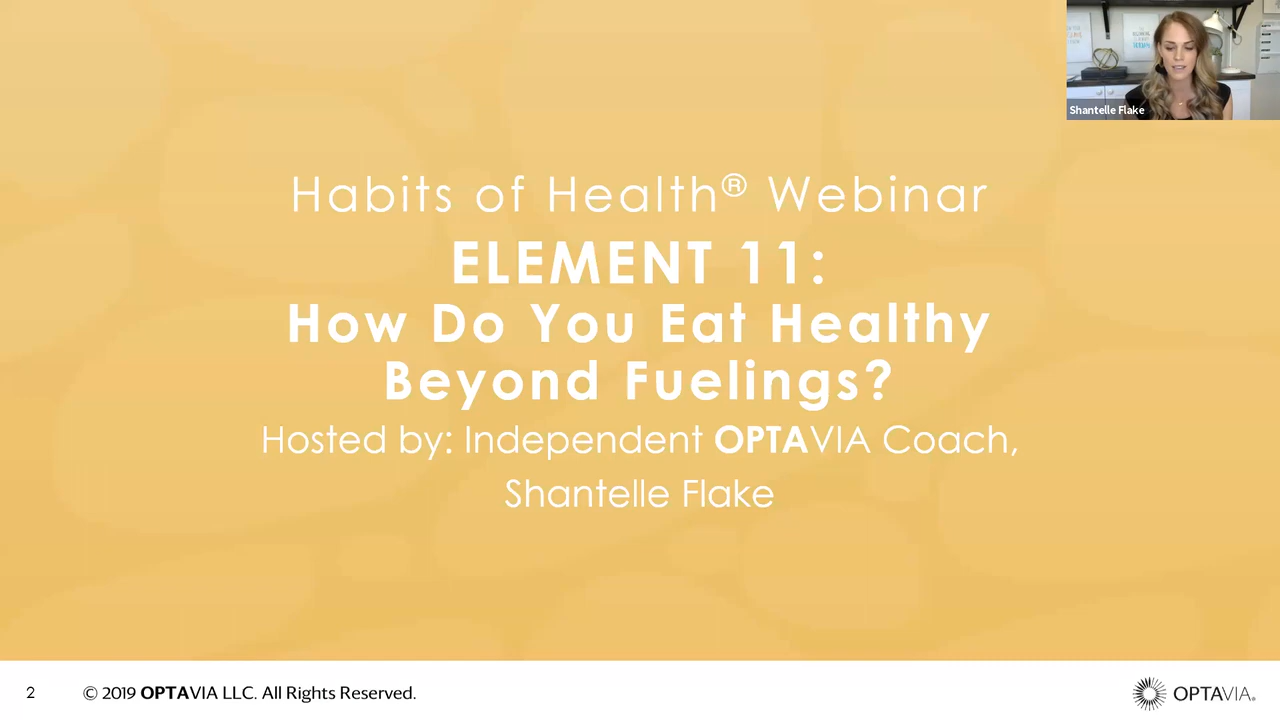 Shantelle Flake
Habits of Health® Webinar
ELEMENT 11:
How Do You Eat Healthy
Beyond Fuelings?
Hosted by: Independent OPTAVIA Coach,
Shantelle Flake
2
© 2019 OPTAVIA LLC. All Rights Reserved.
OPTAVIA®